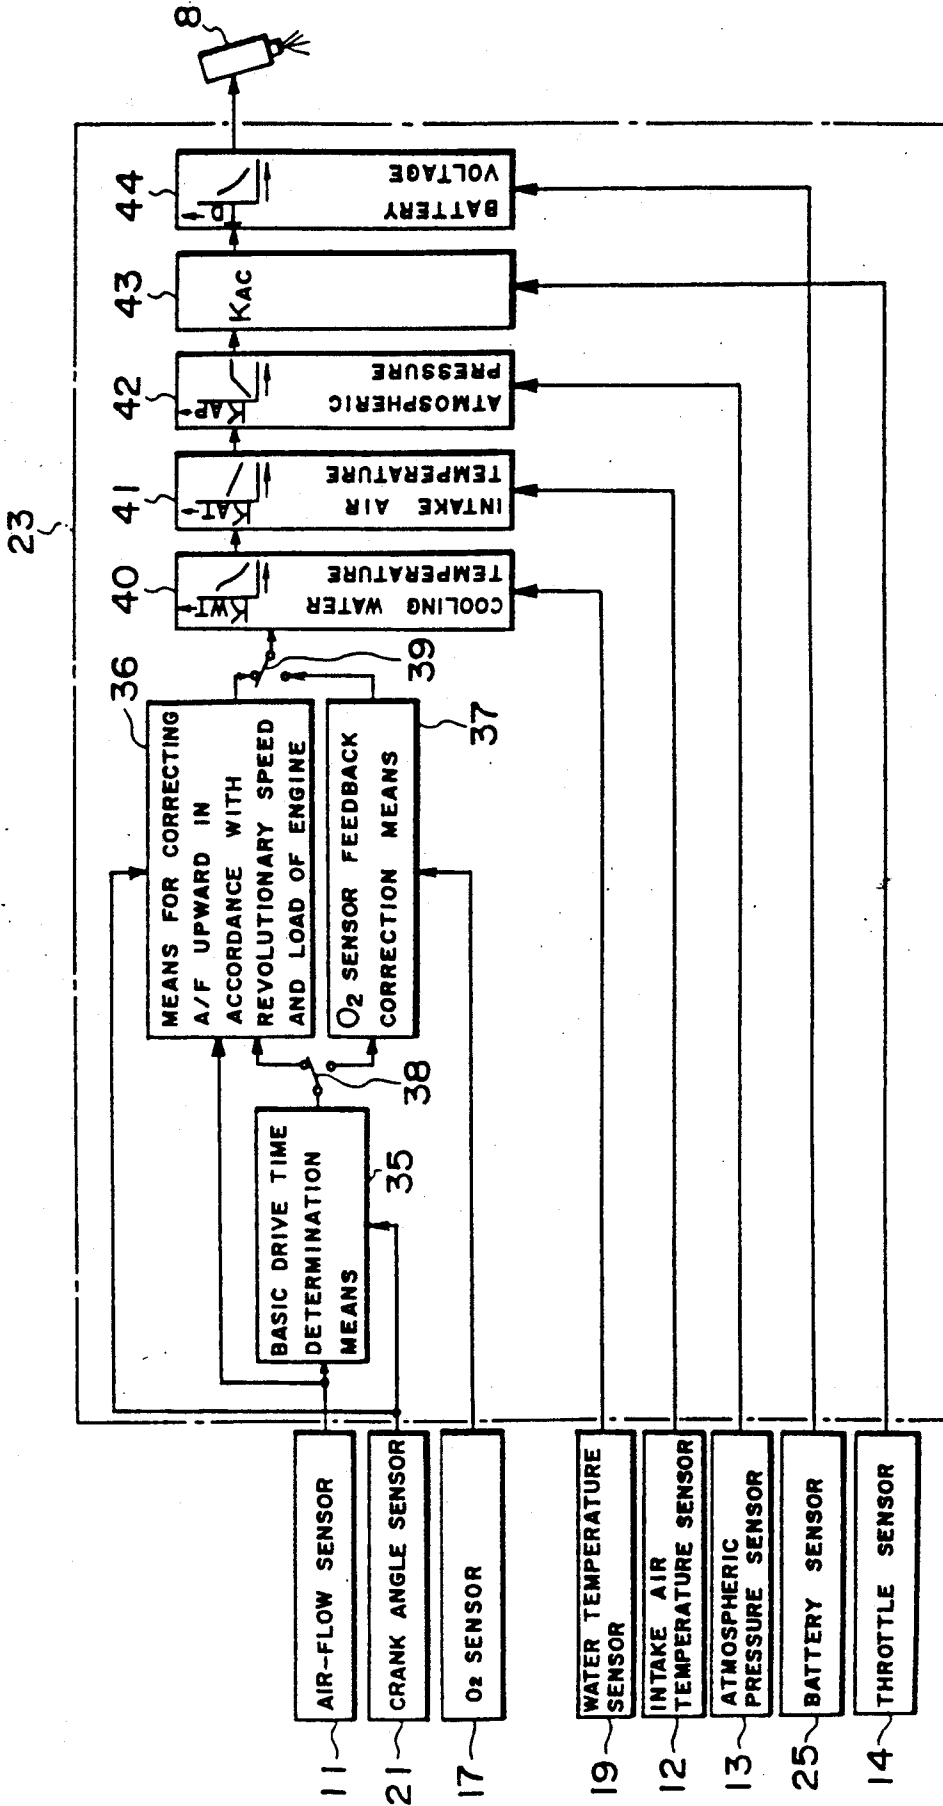 23
8
AIR-FLOW SENSOR
11
CRANK ANGLE SENSOR
21
O2 SENSOR
17
WATER TEMPERATURE
SENSOR
19
INTAKE AIR
TEMPERATURE SENSOR
12
ATMOSPHERIC
PRESSURE SENSOR
13
BATTERY SENSOR
25
THROTTLE SENSOR
14
BASIC DRIVE TIME
DETERMINATION
MEANS
35
38
MEANS FOR CORRECTING
A/F UPWARD IN
ACCORDANCE WITH
REVOLUTIONARY SPEED
AND LOAD OF ENGINE
36
O2 SENSOR FEEDBACK
CORRECTION MEANS
37
39
40
KWT
COOLING WATER
TEMPERATURE
41
KAT
INTAKE AIR
TEMPERATURE
42
KAP
ATMOSPHERIC
PRESSURE
43
KAC
44
D
BATTERY
VOLTAGE